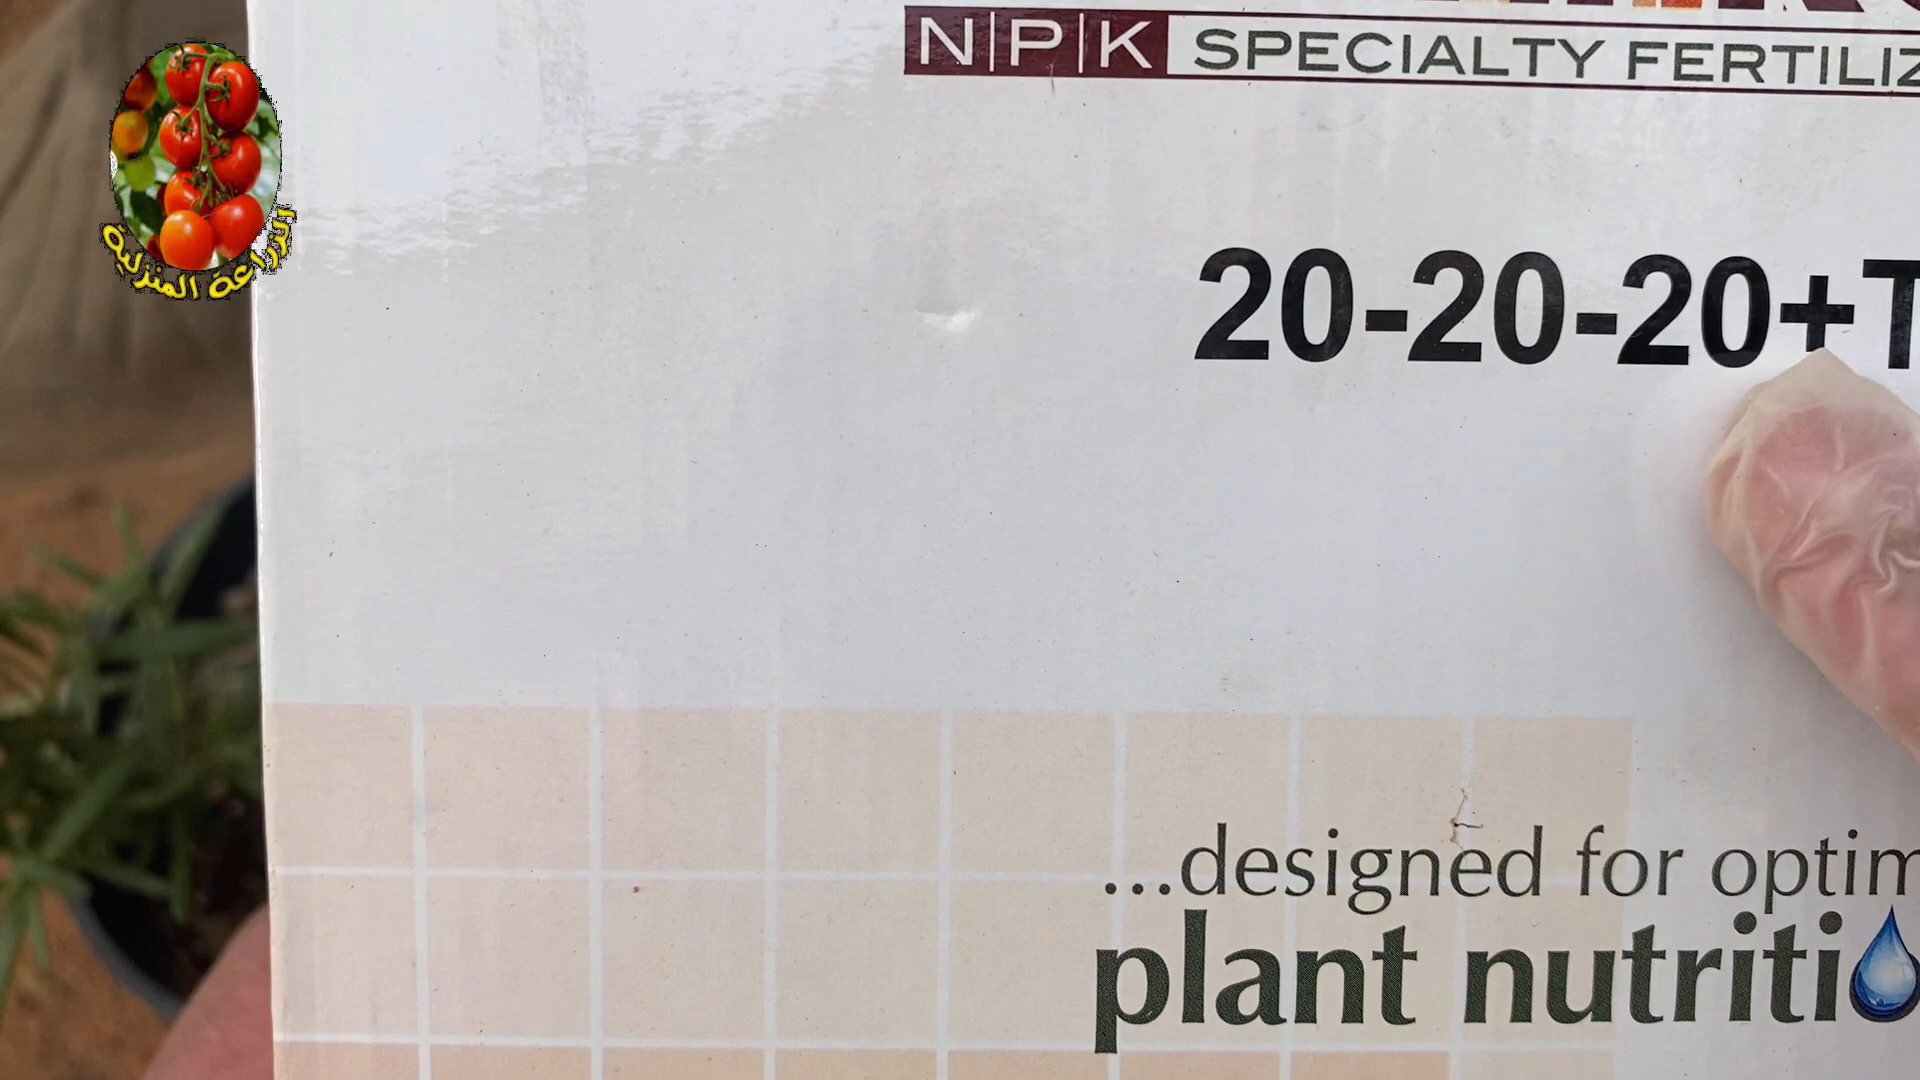 N|P|K SPECIALTY FERTILIZ
20-20-20+T
الزراعة المنزلية
...designed for optim
plant nutriti